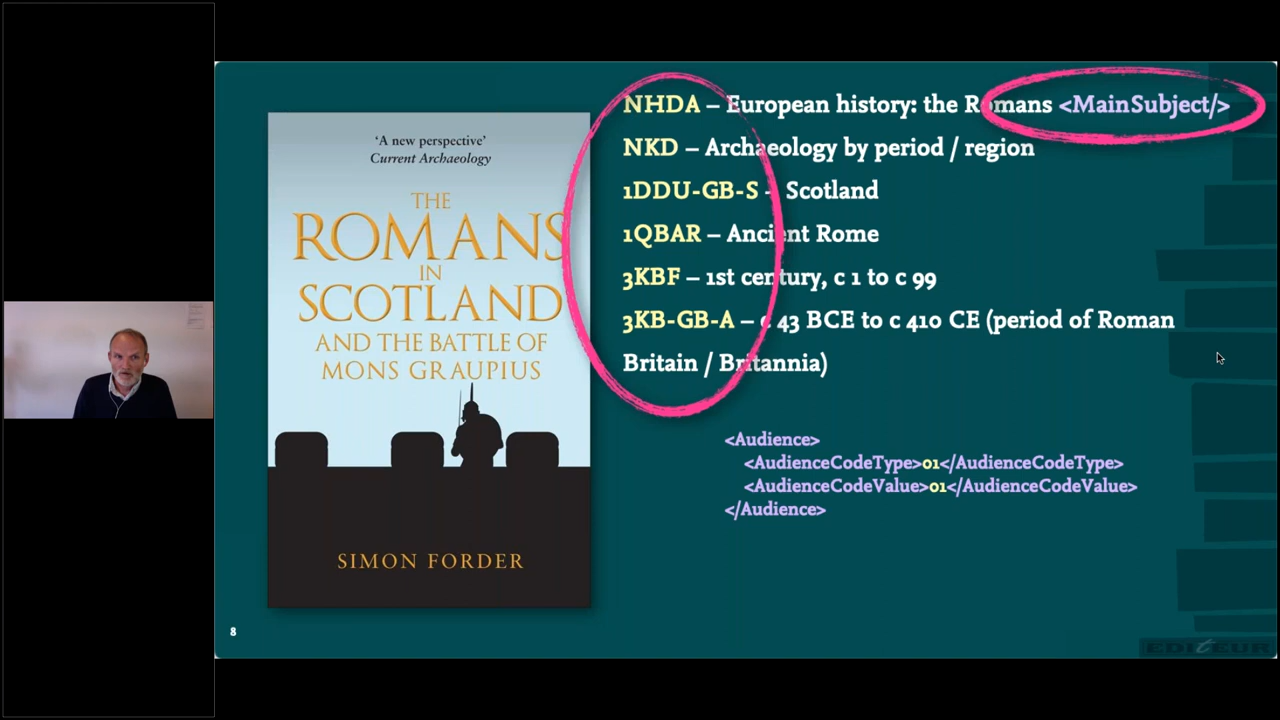 'A new perspective'
Current Archaeology
THE
ROMANS
IN
SCOTLAND
AND THE BATTLE OF
MONS GRAUPIUS
SIMON FORDER
NHDA – European history: the Romans <MainSubject/>
NKD – Archaeology by period / region
1DDU-GB-S – Scotland
1QBAR – Ancient Rome
3KBF – 1st century, c 1 to c 99
3KB-GB-A – c 43 BCE to c 410 CE (period of Roman
Britain / Britannia)
<Audience>
<AudienceCodeType>01</AudienceCodeType>
<AudienceCodeValue>01</AudienceCodeValue>
</Audience>
8
EDITEUR